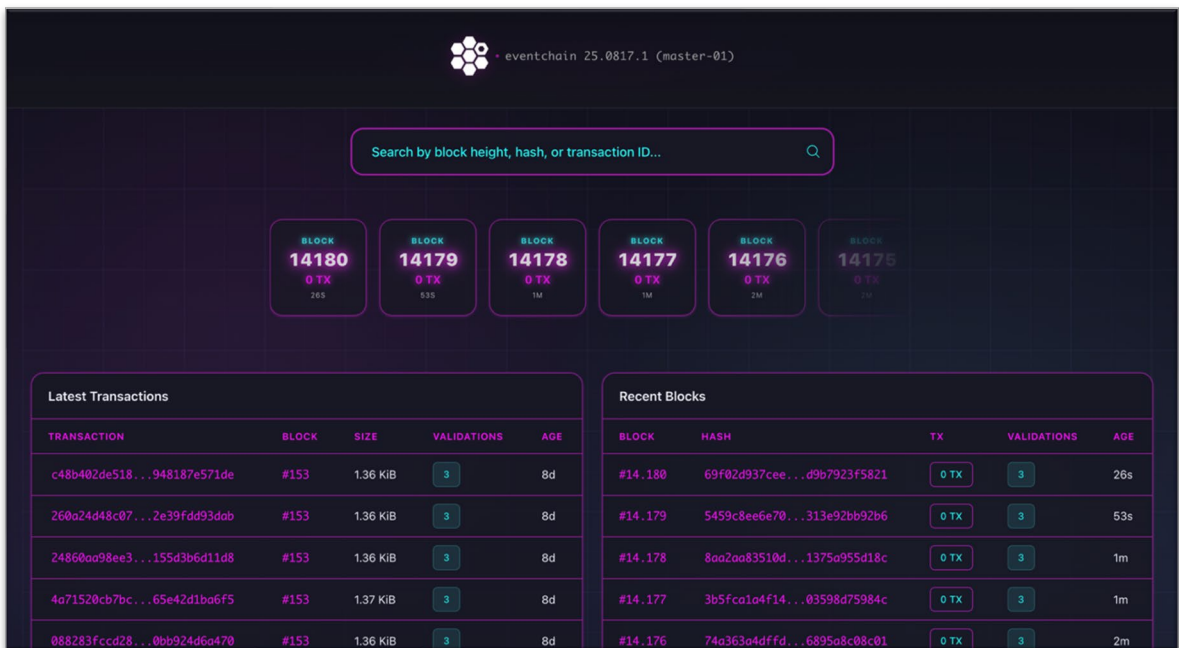 eventchain 25.0817.1 (master-01)
Search by block height, hash, or transaction ID...
BLOCK BLOCK BLOCK BLOCK BLOCK BLOCK
14180 14179 14178 14177 14176 14175
0 TX 0 TX 0 TX 0 TX 0 TX 0 TX
26S 53S 1M 1M 2M 2M
Latest Transactions
TRANSACTION BLOCK SIZE VALIDATIONS AGE
c48b402de518...948187e571de #153 1.36 KiB 3 8d
260a24d48c07...2e39fdd93dab #153 1.36 KiB 3 8d
24860aa98ee3...155d3b6d11d8 #153 1.36 KiB 3 8d
4a71520cb7bc...65e42d1ba6f5 #153 1.37 KiB 3 8d
088283fccd28...0bb924d6a470 #153 1.36 KiB 3 8d
Recent Blocks
BLOCK HASH TX VALIDATIONS AGE
#14.180 69f02d937cee...d9b7923f5821 0 TX 3 26s
#14.179 5459c8ee6e70...313e92bb92b6 0 TX 3 53s
#14.178 8aa2aa83510d...1375a955d18c 0 TX 3 1m
#14.177 3b5fca1a4f14...03598d75984c 0 TX 3 1m
#14.176 74a363a4dffd...6895a8c08c01 0 TX 3 2m